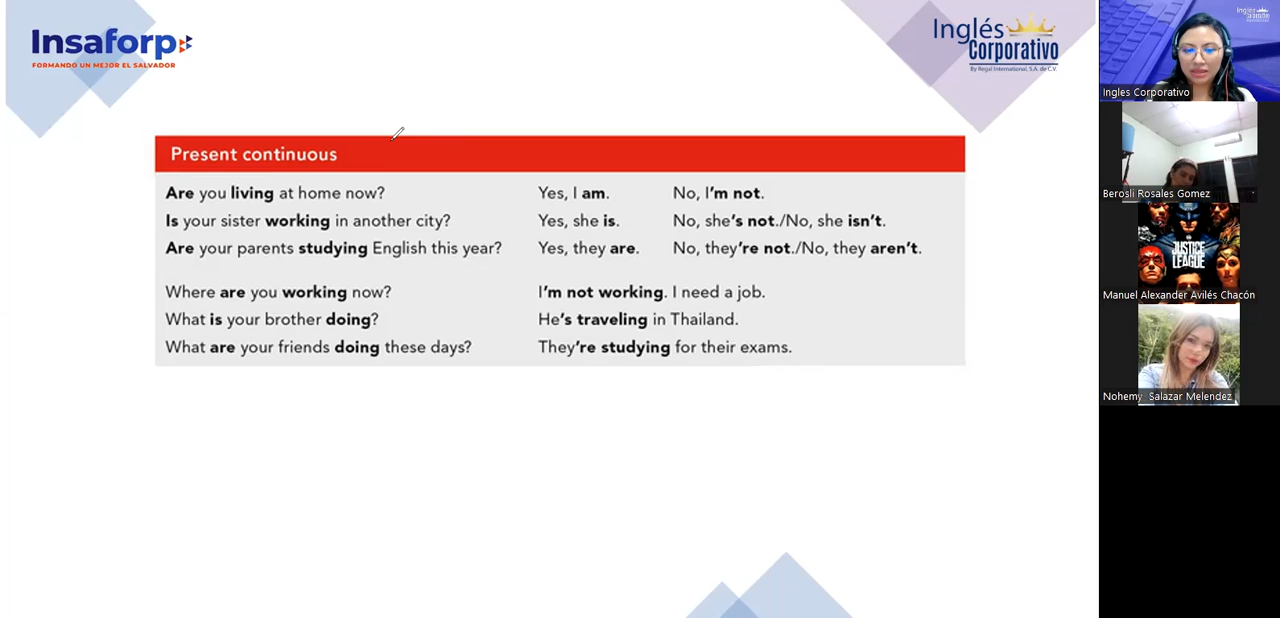 Insaforp
FORMANDO UN MEJOR EL SALVADOR
Inglés
Corporativo
By Regal International, S.A. de C.V.
Present continuous
Are you living at home now? Yes, I am. No, I'm not.
Is your sister working in another city? Yes, she is. No, she's not./No, she isn't.
Are your parents studying English this year? Yes, they are. No, they're not./No, they aren't.
Where are you working now? I'm not working. I need a job.
What is your brother doing? He's traveling in Thailand.
What are your friends doing these days? They're studying for their exams.
Ingles Corporativo
Berosli Rosales Gomez
JUSTICE
LEAGUE
Manuel Alexander Avilés Chacón
Nohemy Salazar Melendez